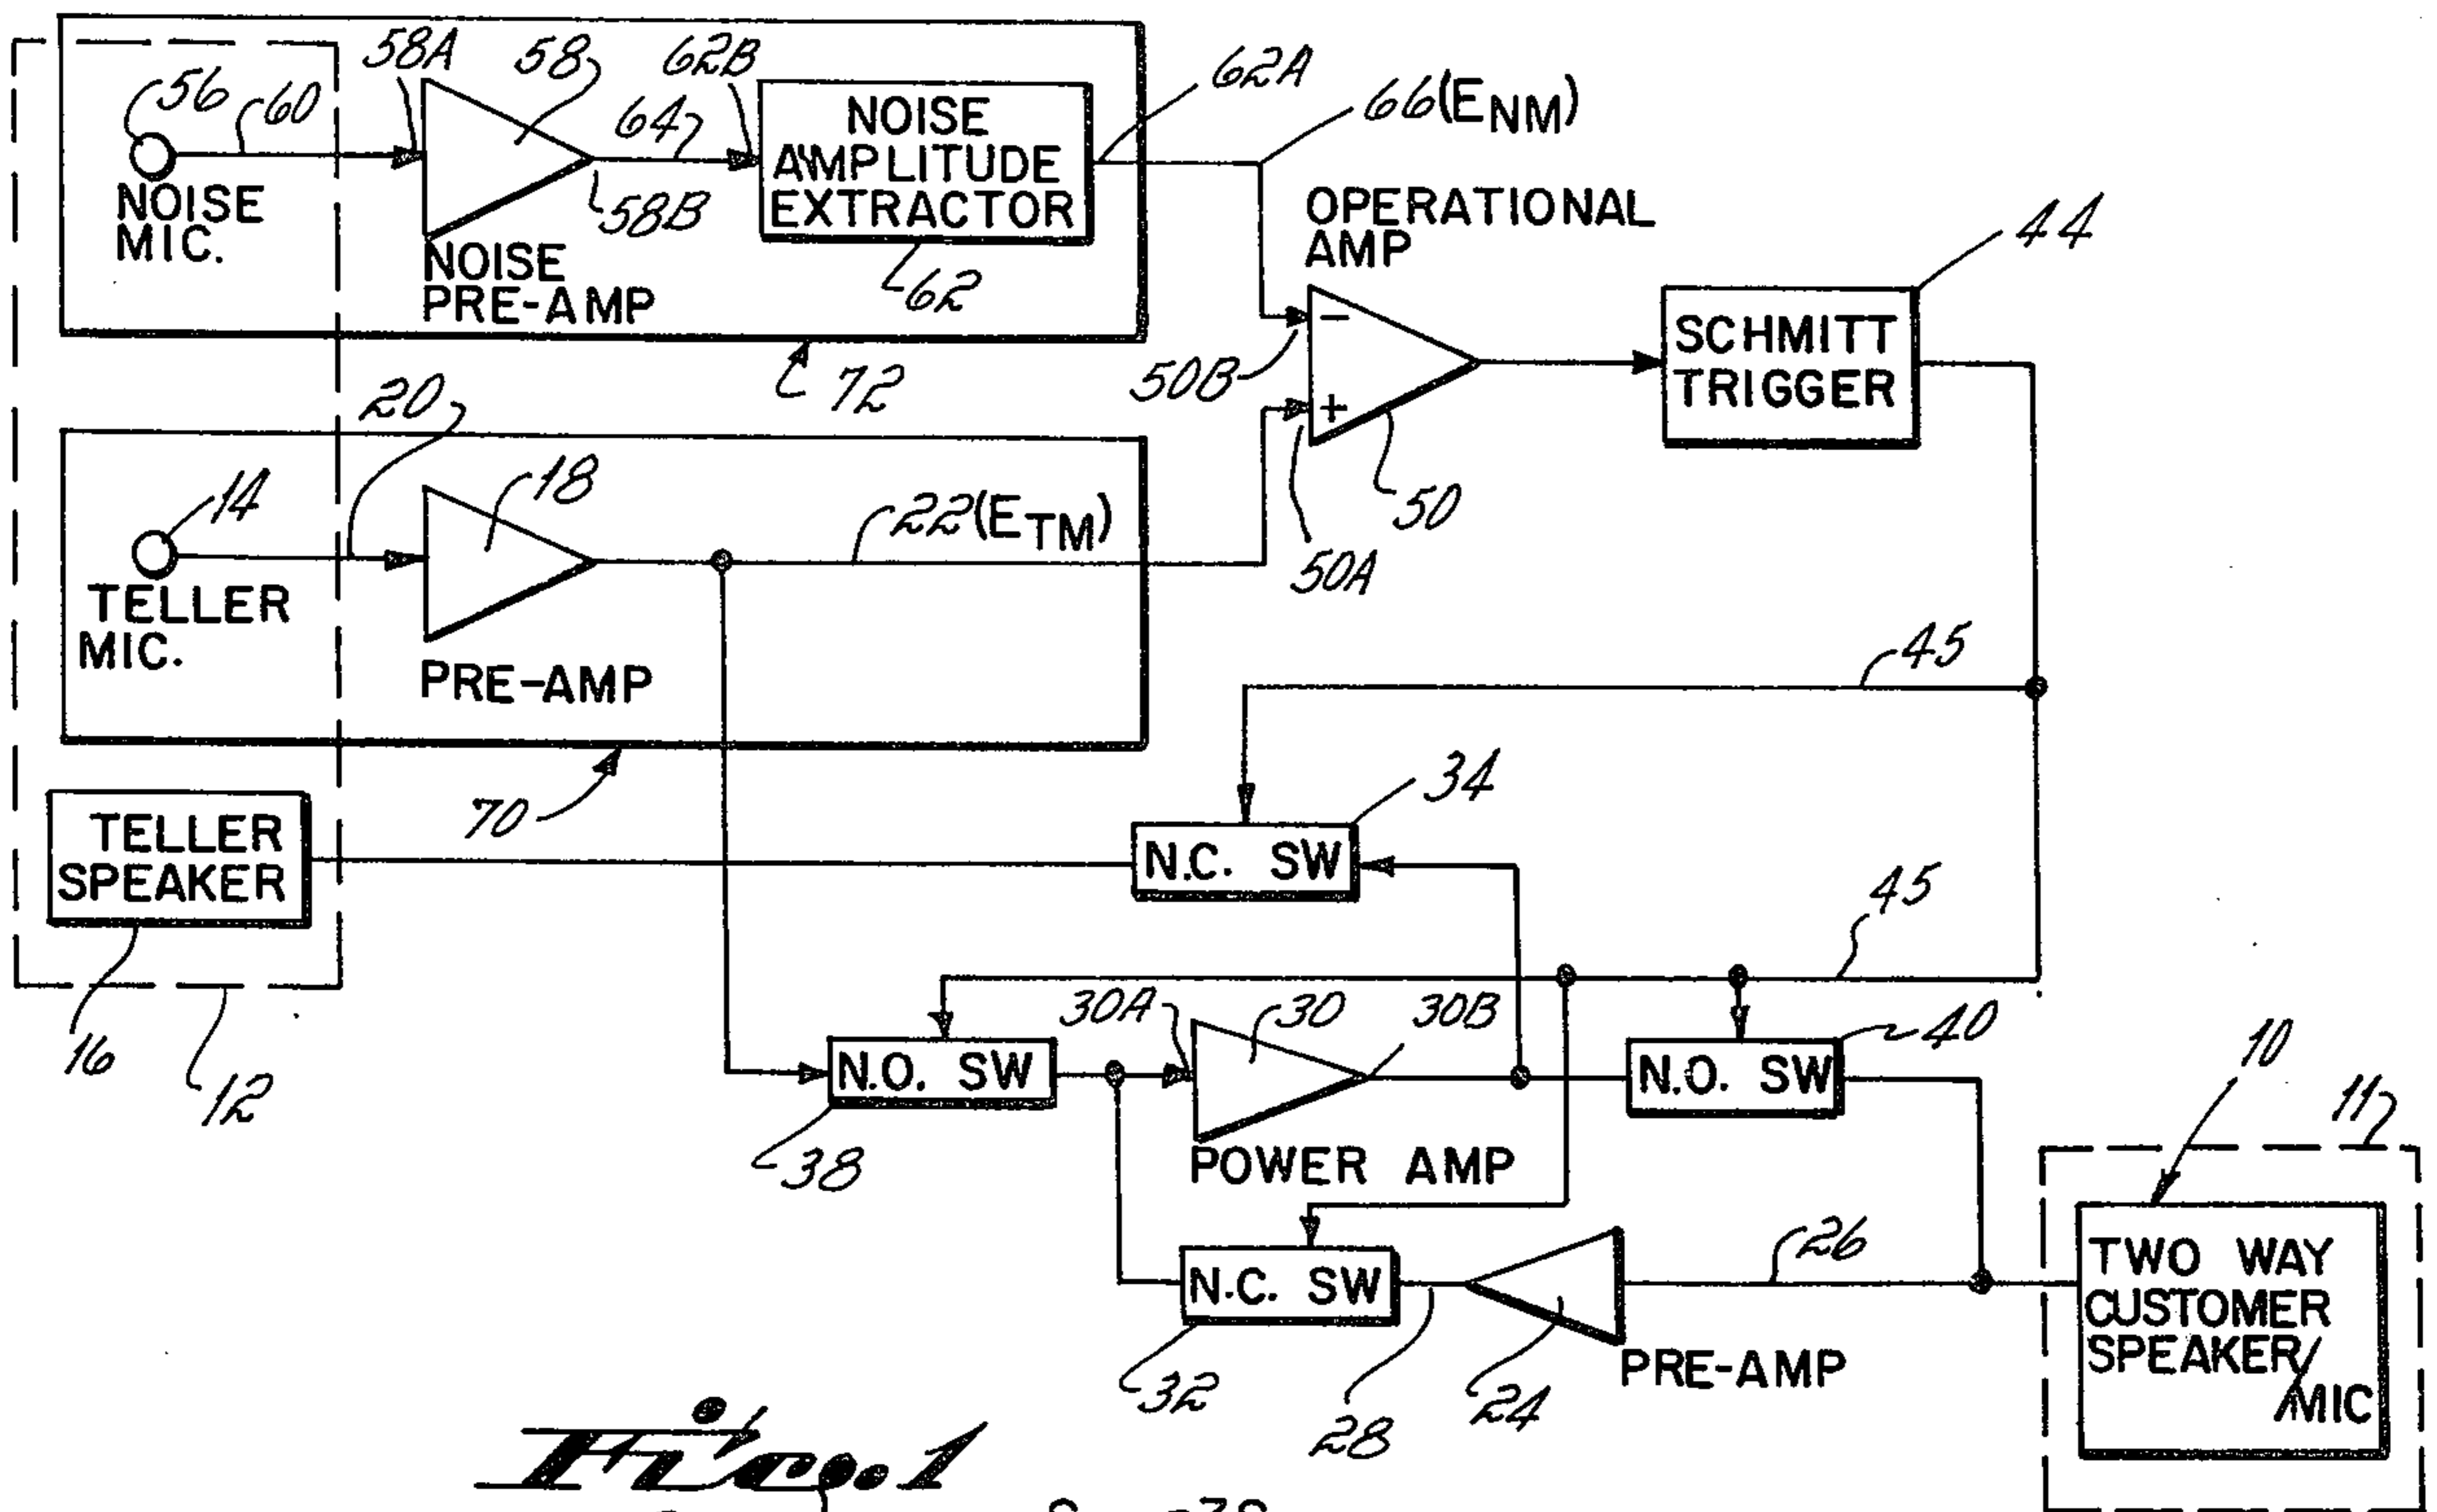 58A
58
62B
62A
66(ENM)
56
60
64
NOISE
AMPLITUDE
EXTRACTOR
NOISE
MIC.
58B
NOISE
PRE-AMP
62
72
OPERATIONAL
AMP
44
50B
−
+
SCHMITT
TRIGGER
20
14
18
22(ETM)
50A
50
TELLER
MIC.
PRE-AMP
45
70
34
TELLER
SPEAKER
N.C. SW
45
16
12
30A
30
30B
40
10
11
N.O. SW
N.O. SW
38
POWER AMP
26
N.C. SW
TWO WAY
CUSTOMER
SPEAKER/
MIC
32
28
24
PRE-AMP
Fig. 1